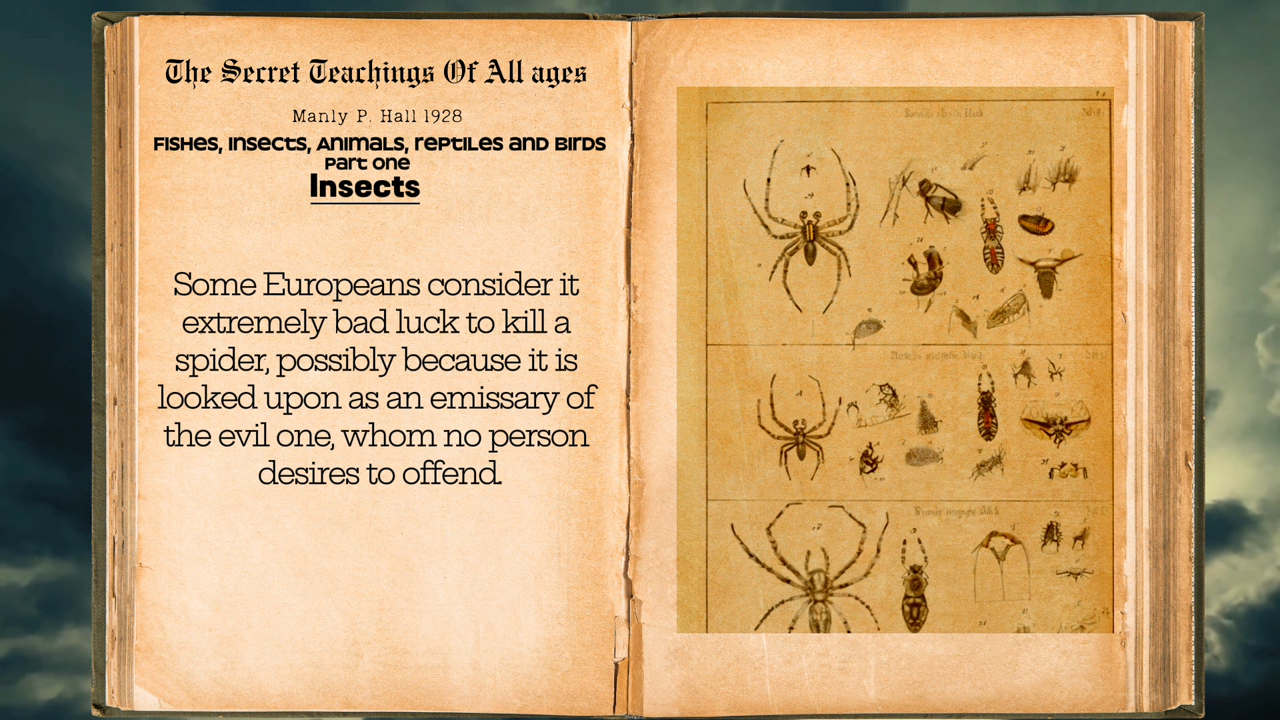 The Secret Teachings Of All ages
Manly P. Hall 1928
FISHes, Insects, Animals, rePtILes anD BIrDs
Part one
Insects
Some Europeans consider it
extremely bad luck to kill a
spider, possibly because it is
looked upon as an emissary of
the evil one, whom no person
desires to offend.